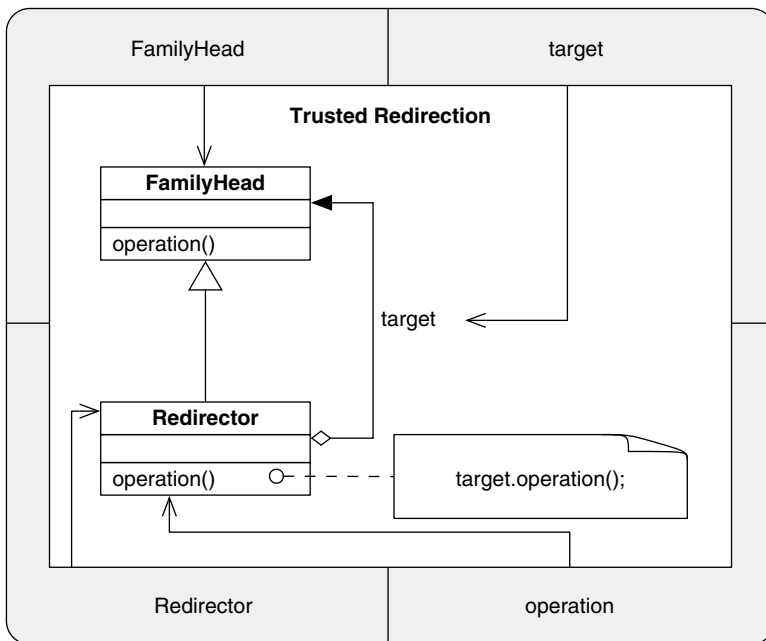 FamilyHead
target
Trusted Redirection
FamilyHead
operation()
target
Redirector
operation()
target.operation();
Redirector
operation